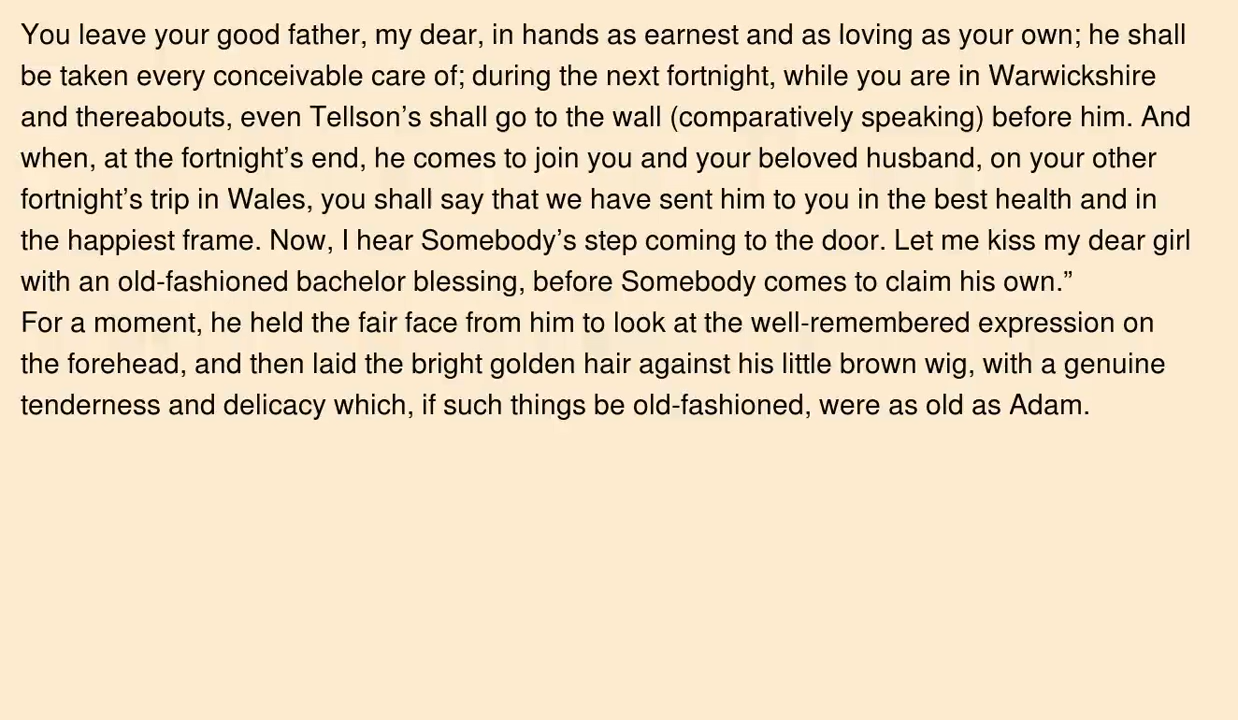 You leave your good father, my dear, in hands as earnest and as loving as your own; he shall
be taken every conceivable care of; during the next fortnight, while you are in Warwickshire
and thereabouts, even Tellson’s shall go to the wall (comparatively speaking) before him. And
when, at the fortnight’s end, he comes to join you and your beloved husband, on your other
fortnight’s trip in Wales, you shall say that we have sent him to you in the best health and in
the happiest frame. Now, I hear Somebody’s step coming to the door. Let me kiss my dear girl
with an old-fashioned bachelor blessing, before Somebody comes to claim his own.”
For a moment, he held the fair face from him to look at the well-remembered expression on
the forehead, and then laid the bright golden hair against his little brown wig, with a genuine
tenderness and delicacy which, if such things be old-fashioned, were as old as Adam.